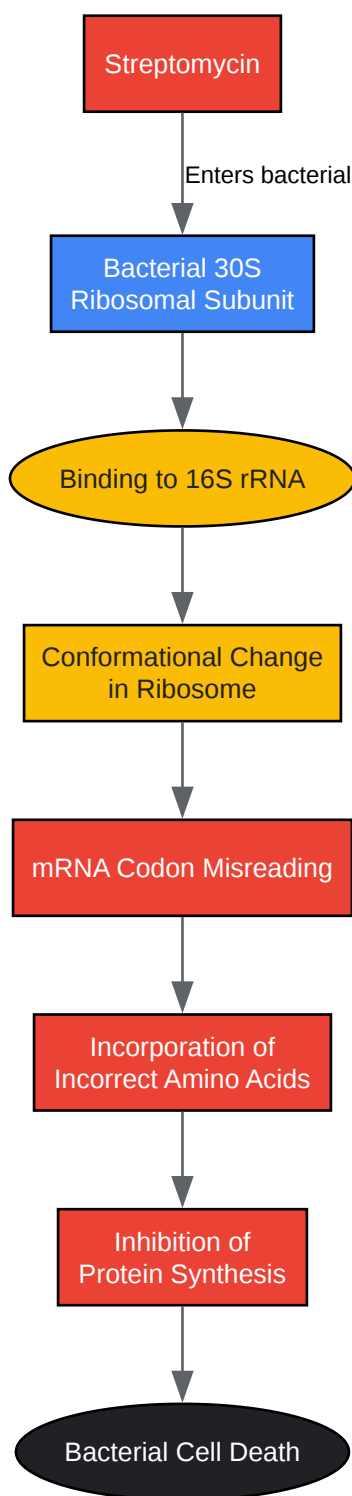 Streptomycin
Enters bacterial
Bacterial 30S
Ribosomal Subunit
Binding to 16S rRNA
Conformational Change
in Ribosome
mRNA Codon Misreading
Incorporation of
Incorrect Amino Acids
Inhibition of
Protein Synthesis
Bacterial Cell Death